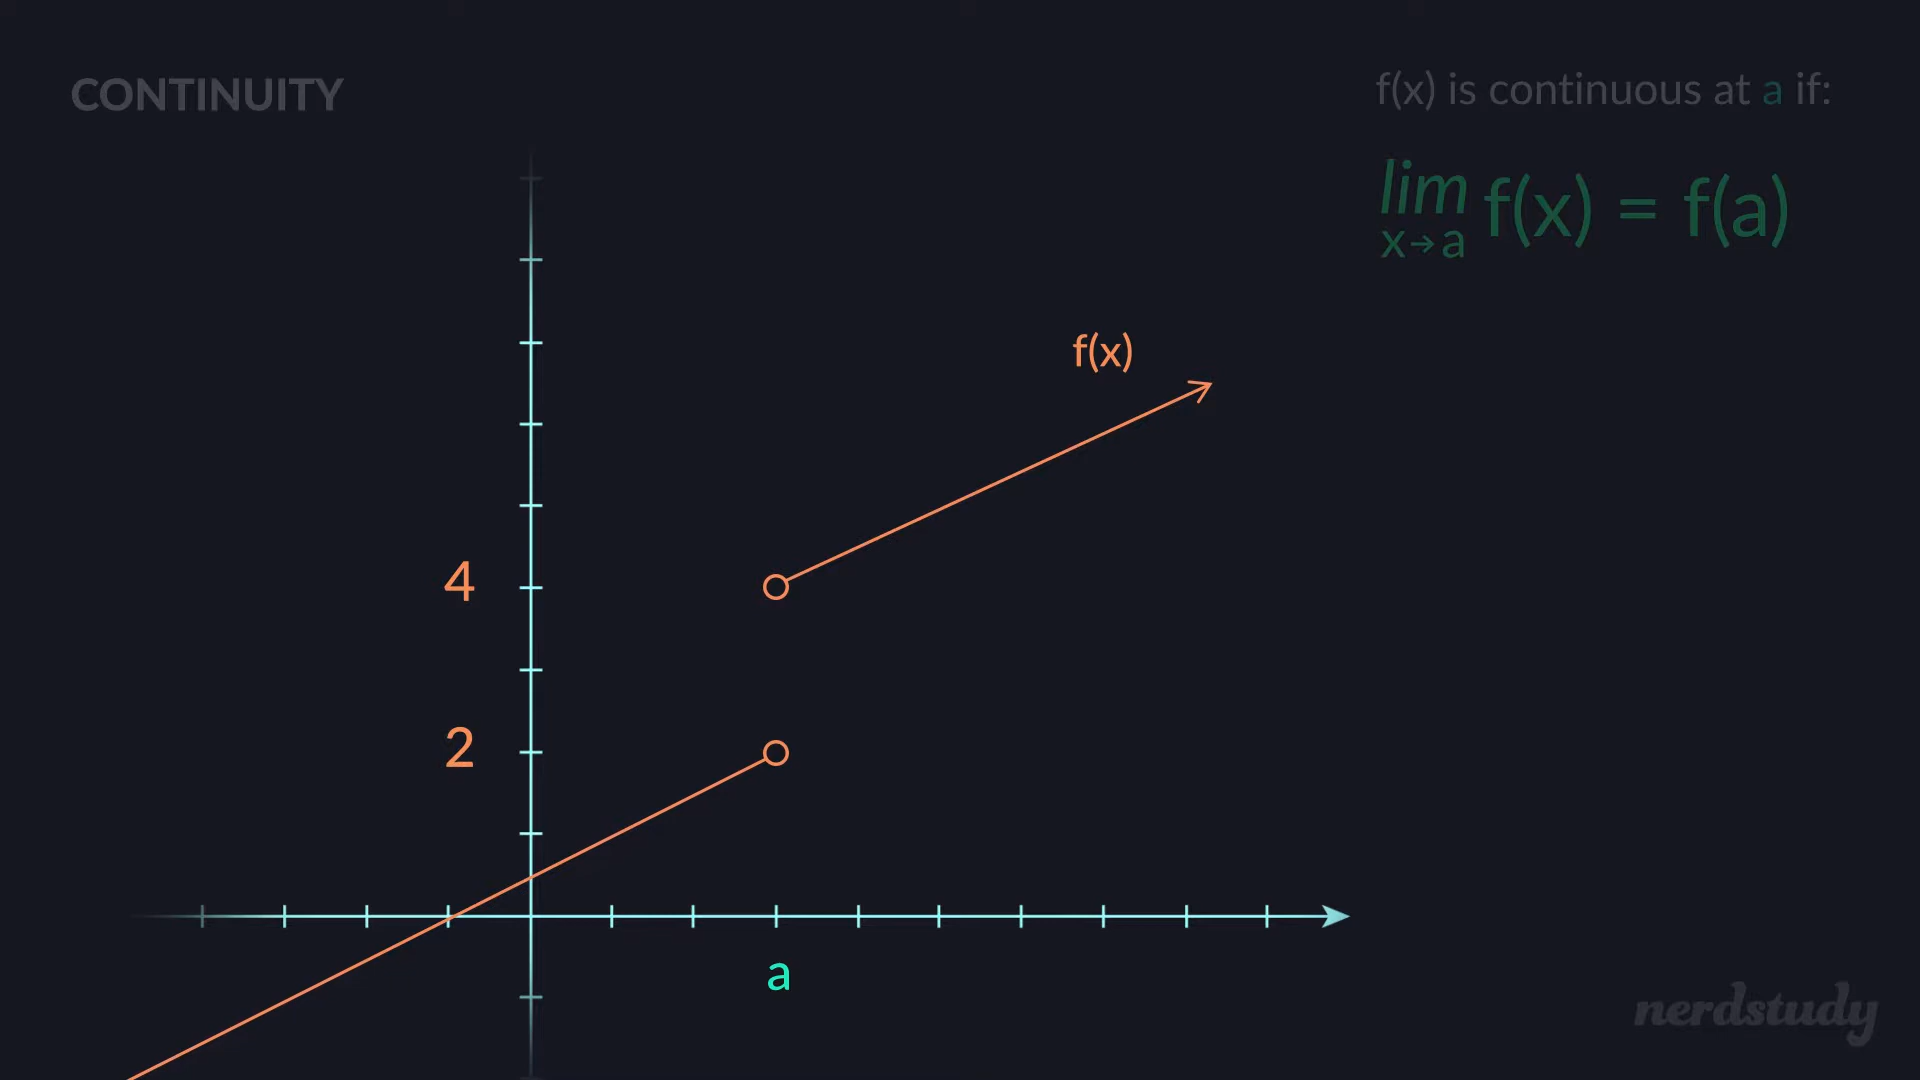 CONTINUITY
f(x) is continuous at a if:
lim f(x) = f(a)
x→a
f(x)
4
2
a
nerdstudy